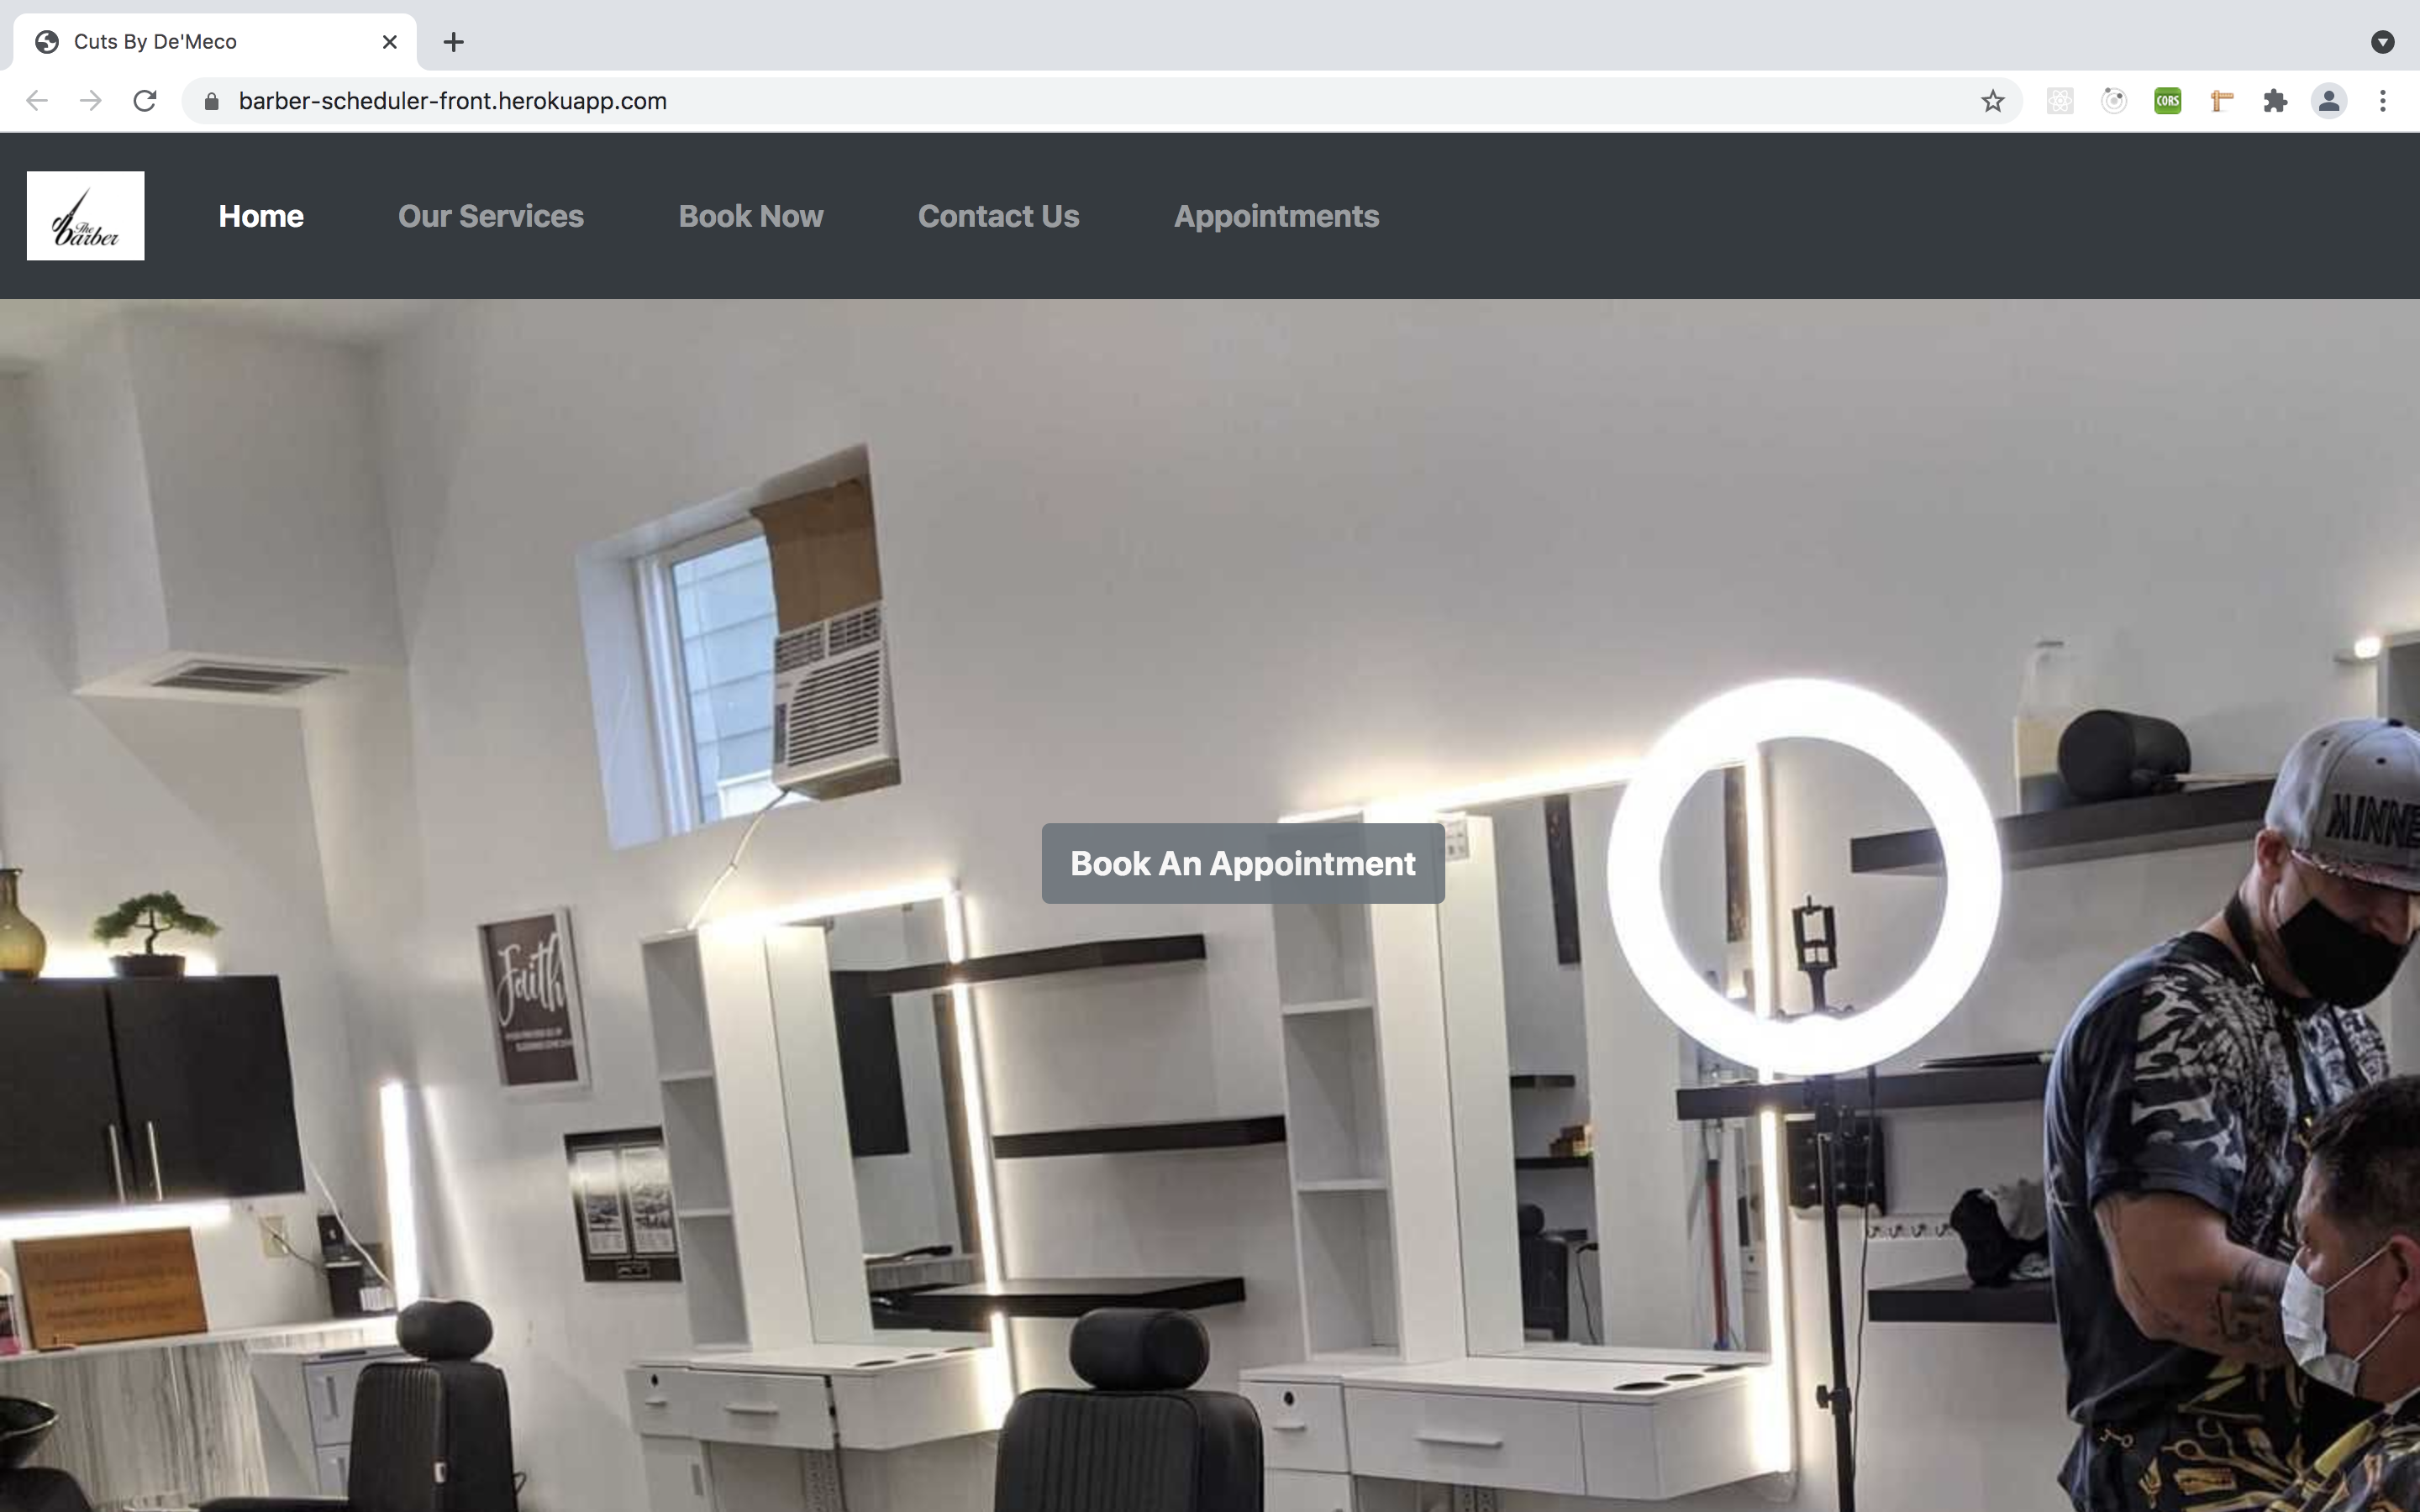 Cuts By De'Meco
barber-scheduler-front.herokuapp.com
CORS
The
Barber
Home
Our Services
Book Now
Contact Us
Appointments
Book An Appointment
MINNE
Faith